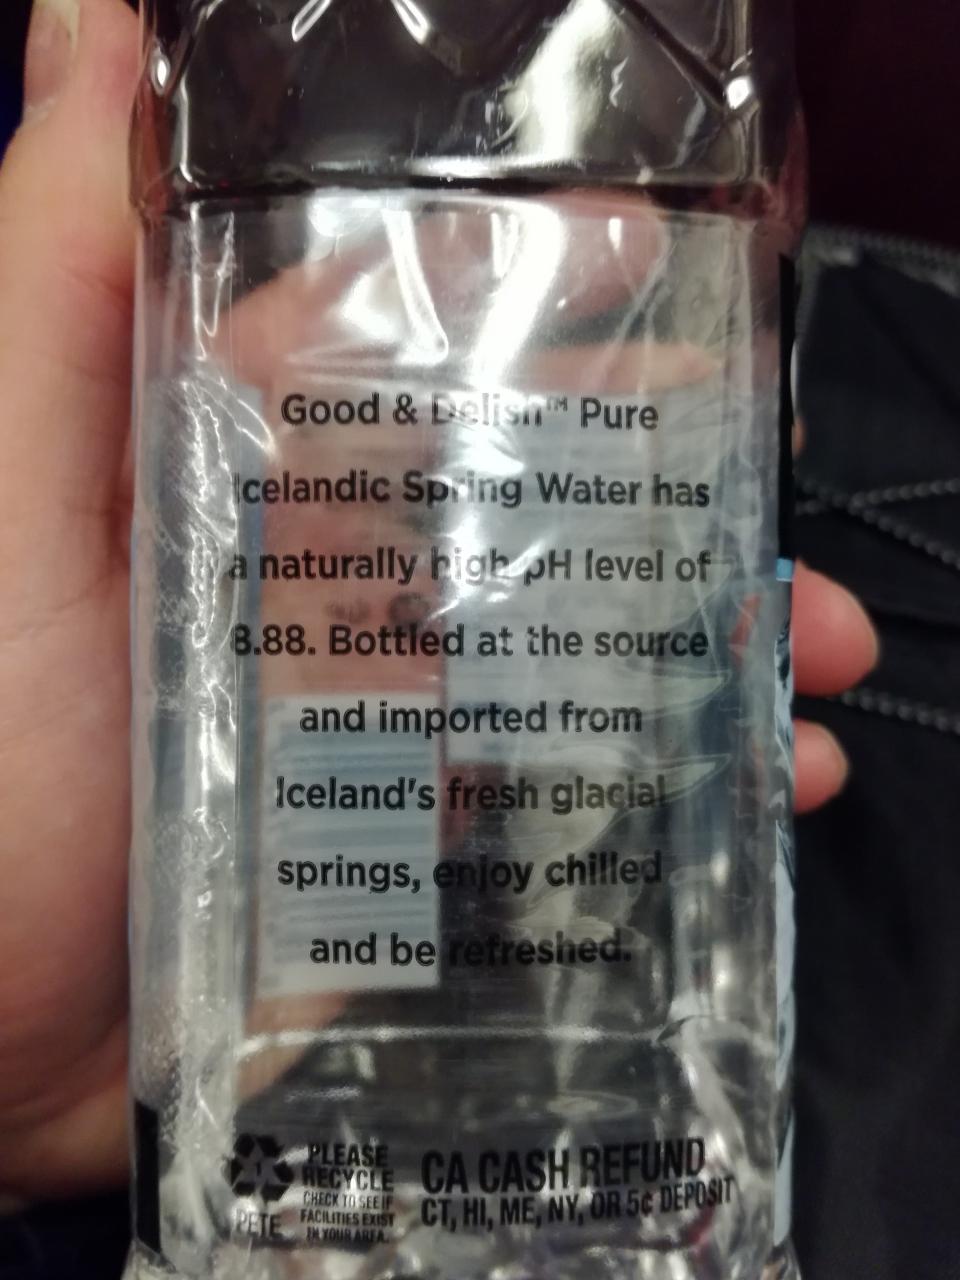 Good & Delish™ Pure
Icelandic Spring Water has
a naturally high pH level of
8.88. Bottled at the source
and imported from
Iceland's fresh glacial
springs, enjoy chilled
and be refreshed.
1
PETE
PLEASE
RECYCLE
CHECK TO SEE IF
FACILITIES EXIST
IN YOUR AREA.
CA CASH REFUND
CT, HI, ME, NY, OR 5¢ DEPOSIT